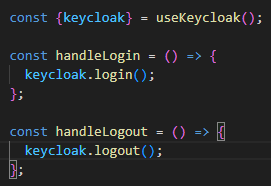 const {keycloak} = useKeycloak();
const handleLogin = () => {
keycloak.login();
};
const handleLogout = () => {
keycloak.logout();
};